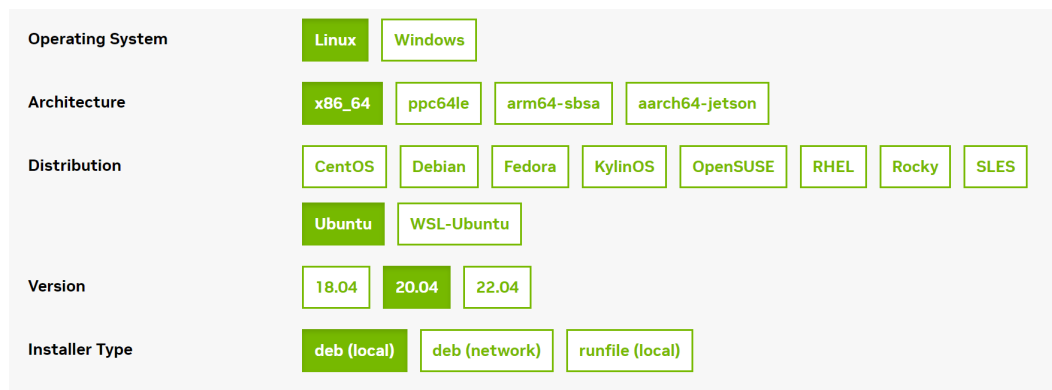 Operating System Linux Windows
Architecture x86_64 ppc64le arm64-sbsa aarch64-jetson
Distribution CentOS Debian Fedora KylinOS OpenSUSE RHEL Rocky SLES
Ubuntu WSL-Ubuntu
Version 18.04 20.04 22.04
Installer Type deb (local) deb (network) runfile (local)